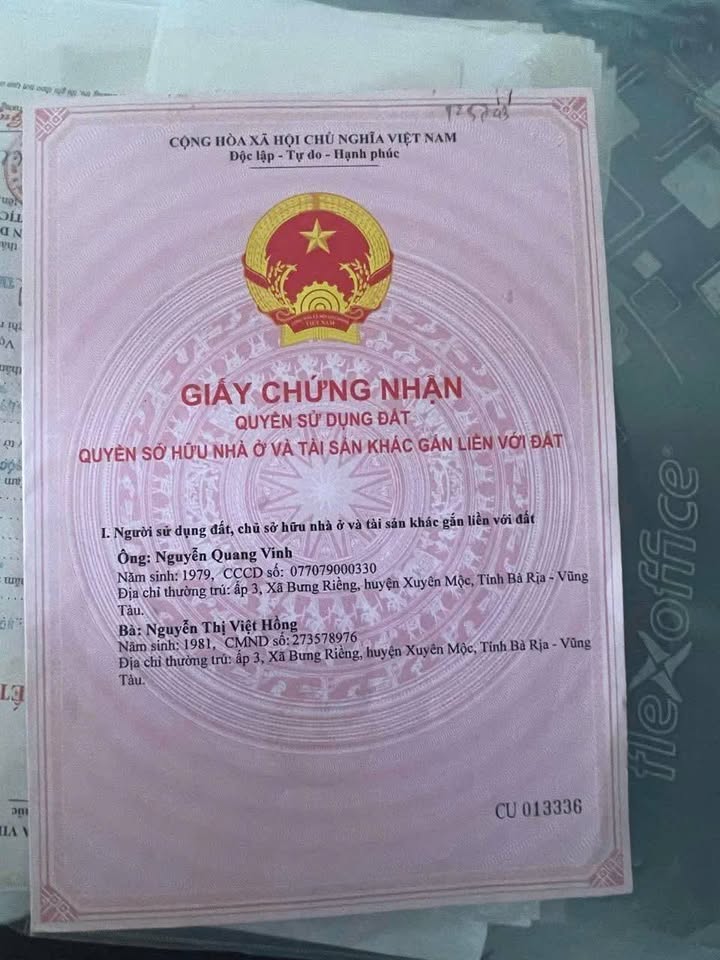 CỘNG HÒA XÃ HỘI CHỦ NGHĨA VIỆT NAM
Độc lập - Tự do - Hạnh phúc
VIỆT NAM
GIẤY CHỨNG NHẬN
QUYỀN SỬ DỤNG ĐẤT
QUYỀN SỞ HỮU NHÀ Ở VÀ TÀI SẢN KHÁC GẮN LIỀN VỚI ĐẤT
I. Người sử dụng đất, chủ sở hữu nhà ở và tài sản khác gắn liền với đất
Ông: Nguyễn Quang Vinh
Năm sinh: 1979, CCCD số: 077079000330
Địa chỉ thường trú: ấp 3, Xã Bưng Riềng, huyện Xuyên Mộc, Tỉnh Bà Rịa - Vũng
Tàu.
Bà: Nguyễn Thị Việt Hồng
Năm sinh: 1981, CMND số: 273578976
Địa chỉ thường trú: ấp 3, Xã Bưng Riềng, huyện Xuyên Mộc, Tỉnh Bà Rịa - Vũng
Tàu.
CU 013336
flexoffice